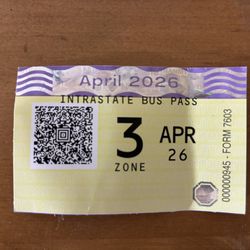 April 2026
INTRASTATE BUS PASS
3 APR
ZONE 26
000000945 - FORM 7603